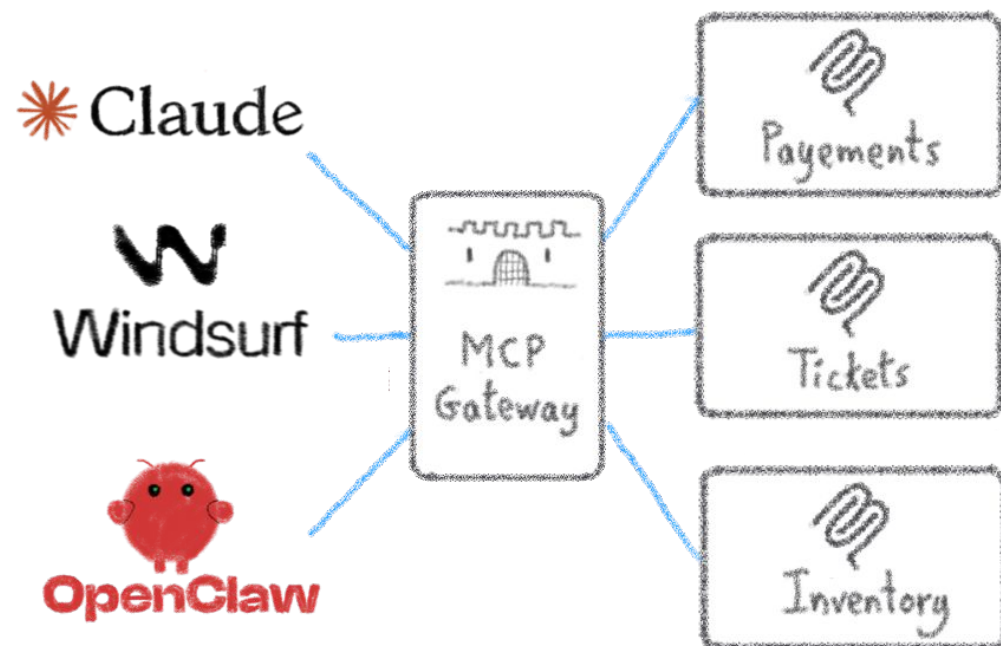 Claude
Windsurf
OpenClaw
MCP
Gateway
Payements
Tickets
Inventory